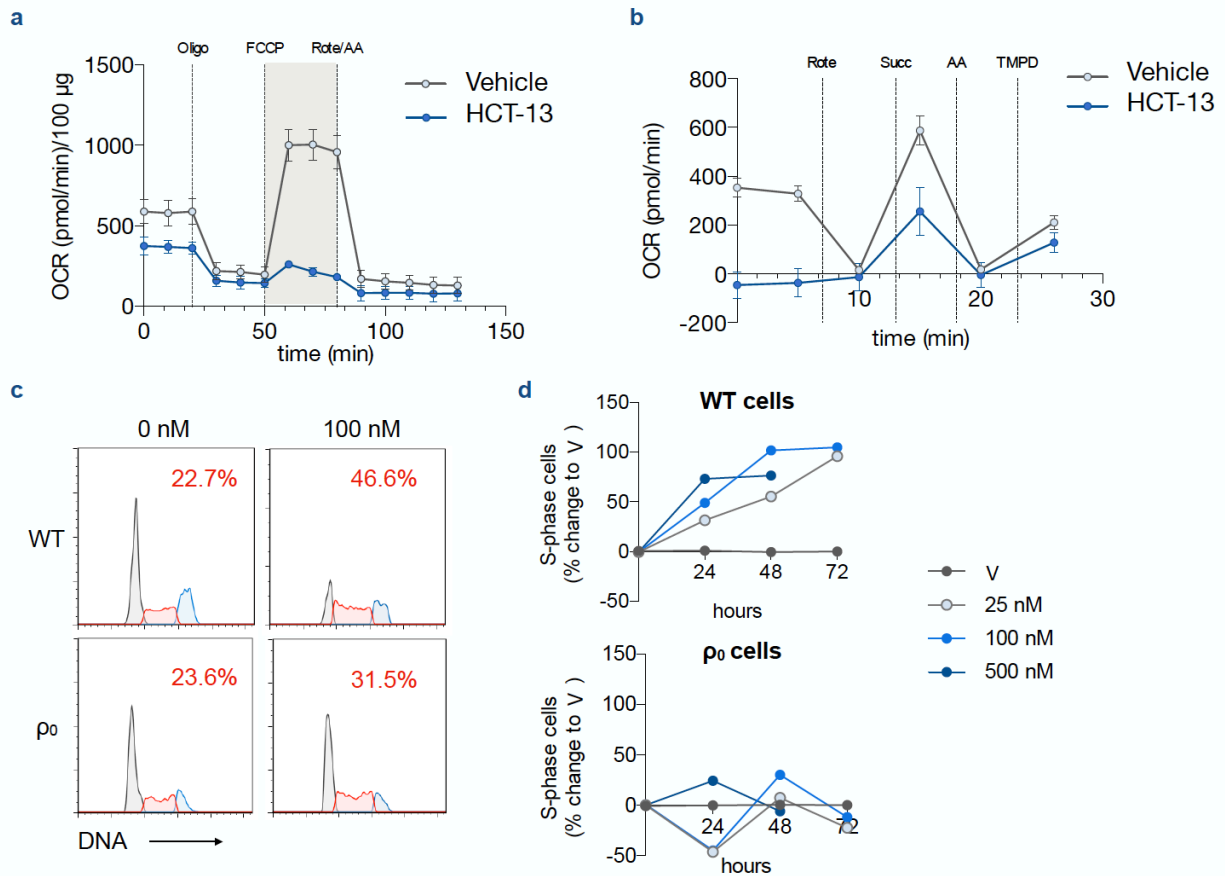 a
Oligo FCCP Rote/AA
1500
1000
500
0
OCR (pmol/min)/100 µg
0 50 100 150
time (min)
Vehicle
HCT-13
b
Rote Succ AA TMPD
800
600
400
200
0
-200
OCR (pmol/min)
10 20 30
time (min)
Vehicle
HCT-13
c
0 nM 100 nM
WT
22.7% 46.6%
ρ0
23.6% 31.5%
DNA
d
WT cells
150
100
50
0
-50
S-phase cells
(% change to V )
24 48 72
hours
V
25 nM
100 nM
500 nM
ρ0 cells
150
100
50
0
-50
S-phase cells
(% change to V )
24 48 72
hours